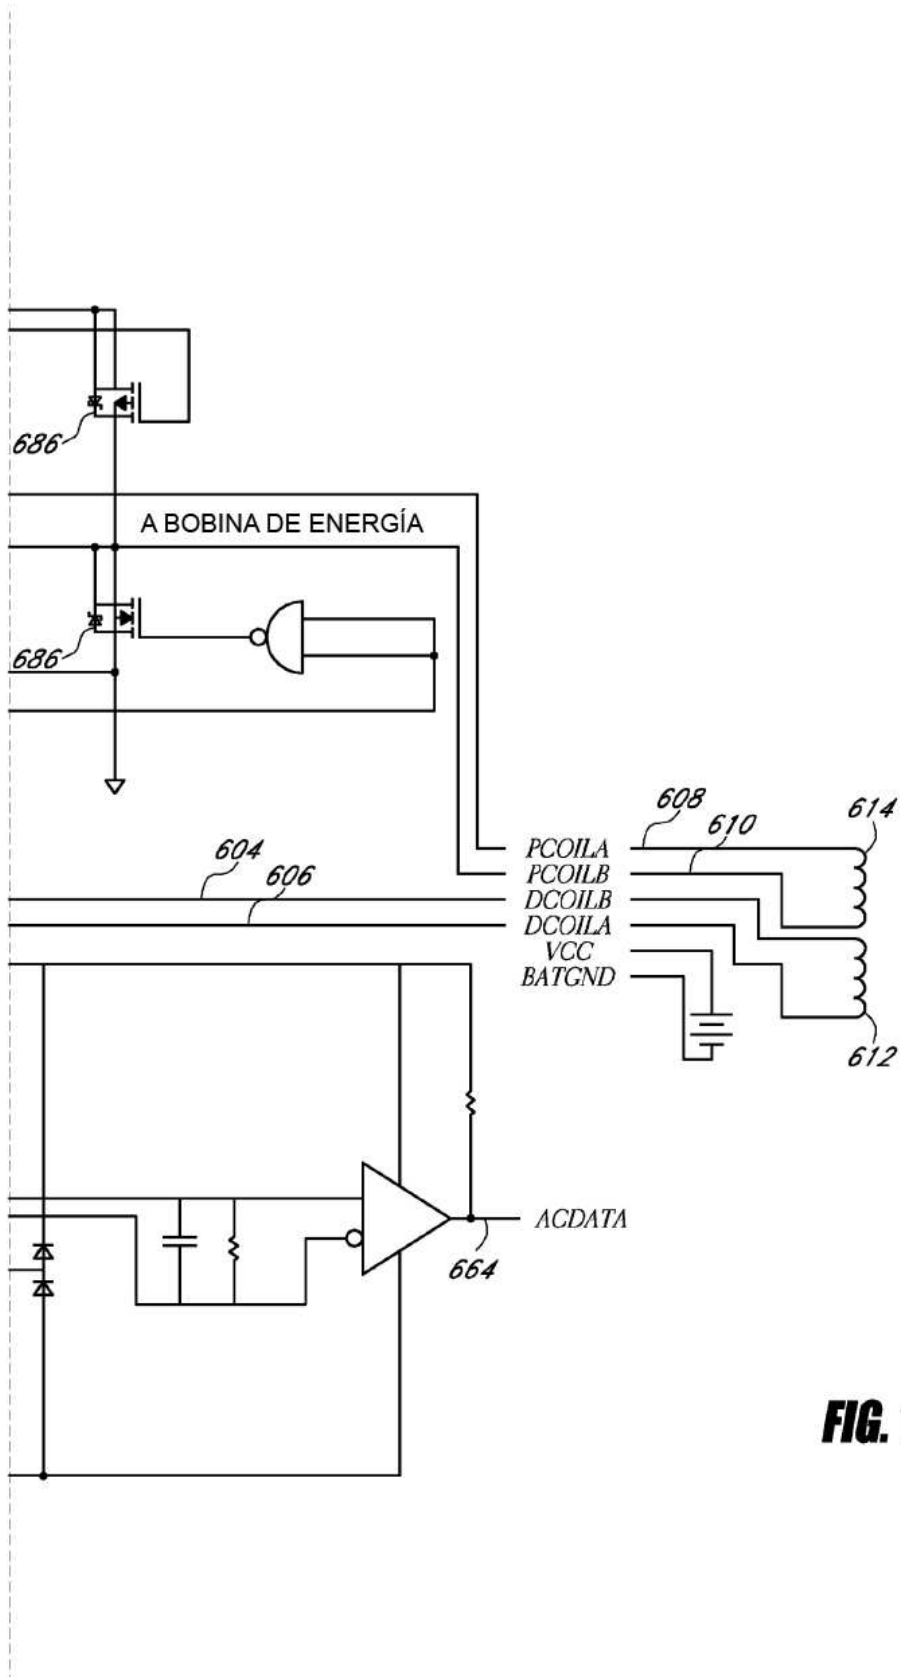 686
A BOBINA DE ENERGÍA
686
608
610
614
604
606
PCOILA
PCOILB
DCOILB
DCOILA
VCC
BATGND
612
ACDATA
664
FIG.